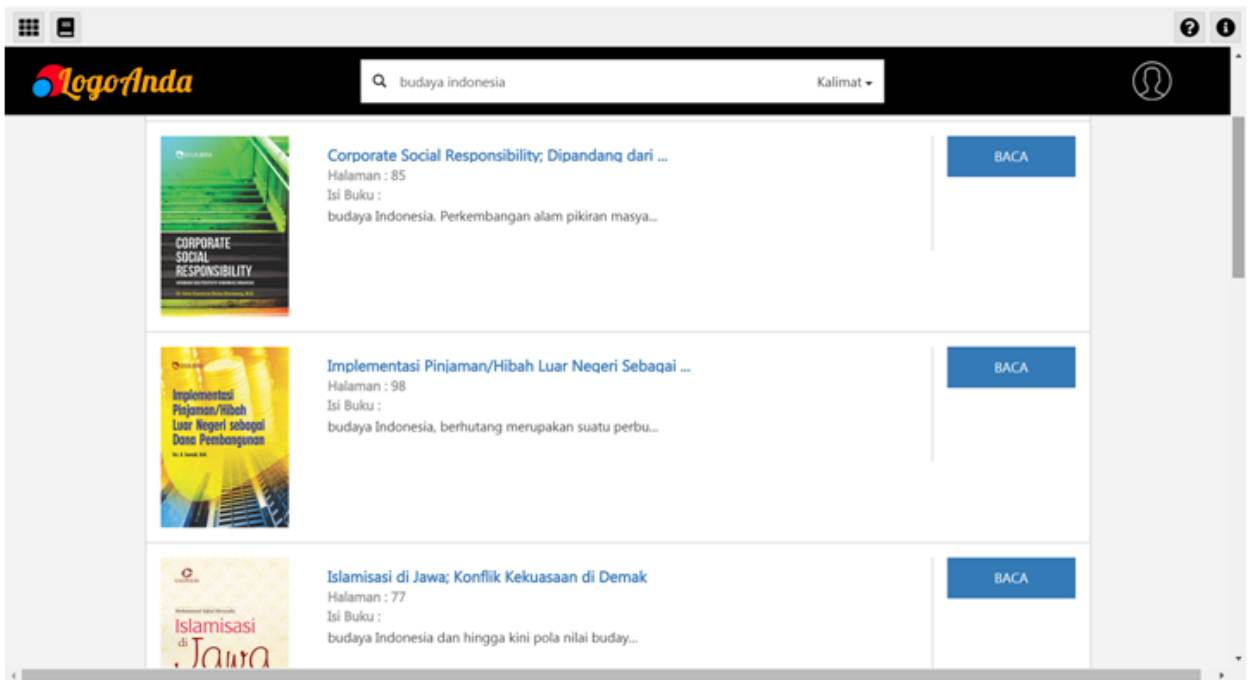 LogoAnda
budaya indonesia
Kalimat
CORPORATE
SOCIAL
RESPONSIBILITY
Corporate Social Responsibility; Dipandang dari ...
Halaman : 85
Isi Buku :
budaya Indonesia. Perkembangan alam pikiran masya...
BACA
Implementasi
Pinjaman/Hibah
Luar Negeri sebagai
Dana Pembangunan
Implementasi Pinjaman/Hibah Luar Negeri Sebagai ...
Halaman : 98
Isi Buku :
budaya Indonesia, berhutang merupakan suatu perbu...
BACA
Islamisasi
di
Jawa
Islamisasi di Jawa; Konflik Kekuasaan di Demak
Halaman : 77
Isi Buku :
budaya Indonesia dan hingga kini pola nilai buday...
BACA